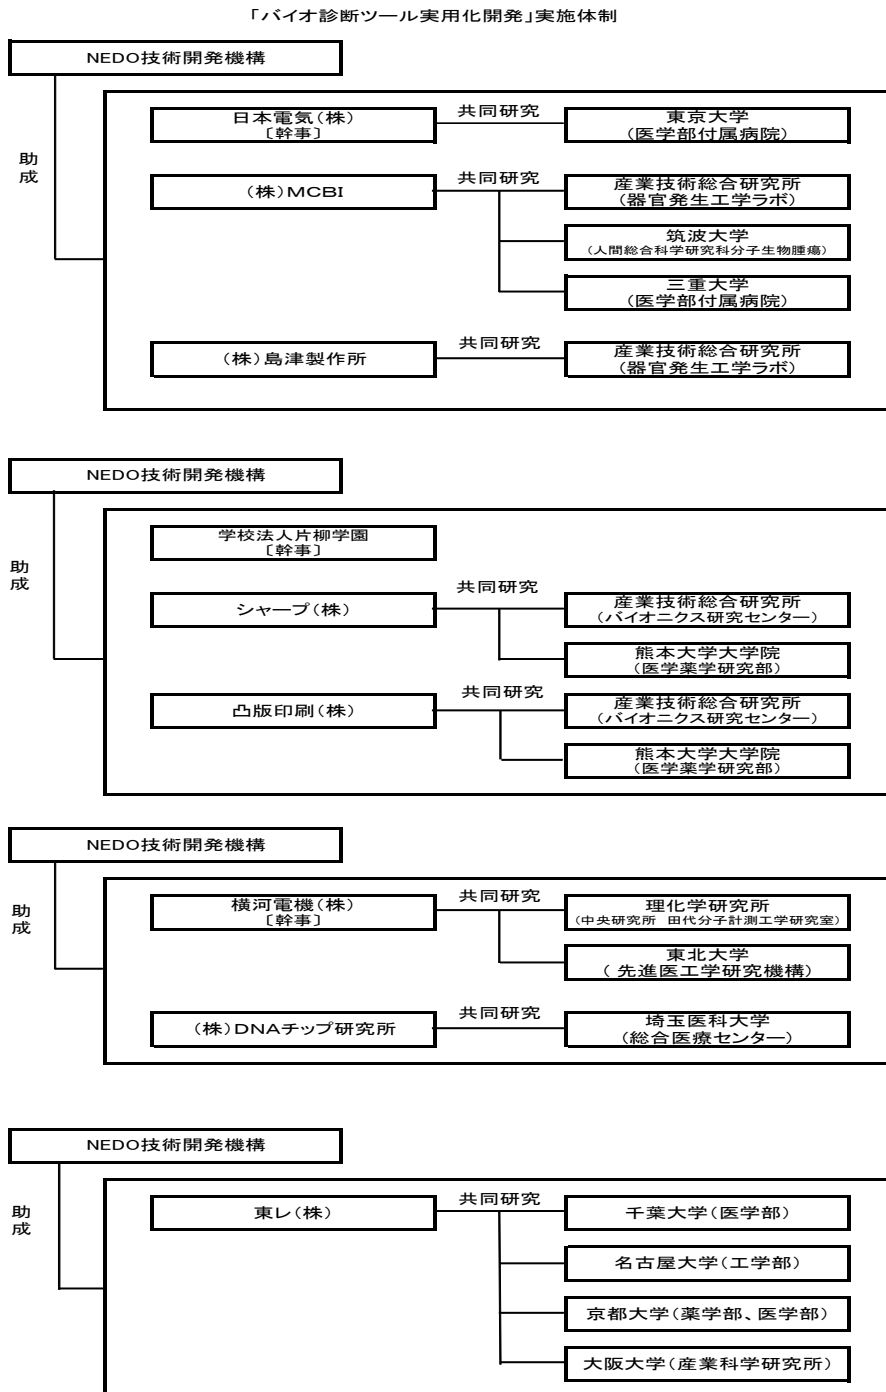 「バイオ診断ツール実用化開発」実施体制
NEDO技術開発機構
助
成
日本電気(株)
〔幹事〕
共同研究
東京大学
(医学部付属病院)
(株)MCBI
共同研究
産業技術総合研究所
(器官発生工学ラボ)
筑波大学
(人間総合科学研究科分子生物腫瘍)
三重大学
(医学部付属病院)
(株)島津製作所
共同研究
産業技術総合研究所
(器官発生工学ラボ)
NEDO技術開発機構
助
成
学校法人片柳学園
〔幹事〕
シャープ(株)
共同研究
産業技術総合研究所
(バイオニクス研究センター)
熊本大学大学院
(医学薬学研究部)
凸版印刷(株)
共同研究
産業技術総合研究所
(バイオニクス研究センター)
熊本大学大学院
(医学薬学研究部)
NEDO技術開発機構
助
成
横河電機(株)
〔幹事〕
共同研究
理化学研究所
(中央研究所 田代分子計測工学研究室)
東北大学
( 先進医工学研究機構)
(株)DNAチップ研究所
共同研究
埼玉医科大学
(総合医療センター)
NEDO技術開発機構
助
成
東レ(株)
共同研究
千葉大学(医学部)
名古屋大学(工学部)
京都大学(薬学部、医学部)
大阪大学(産業科学研究所)